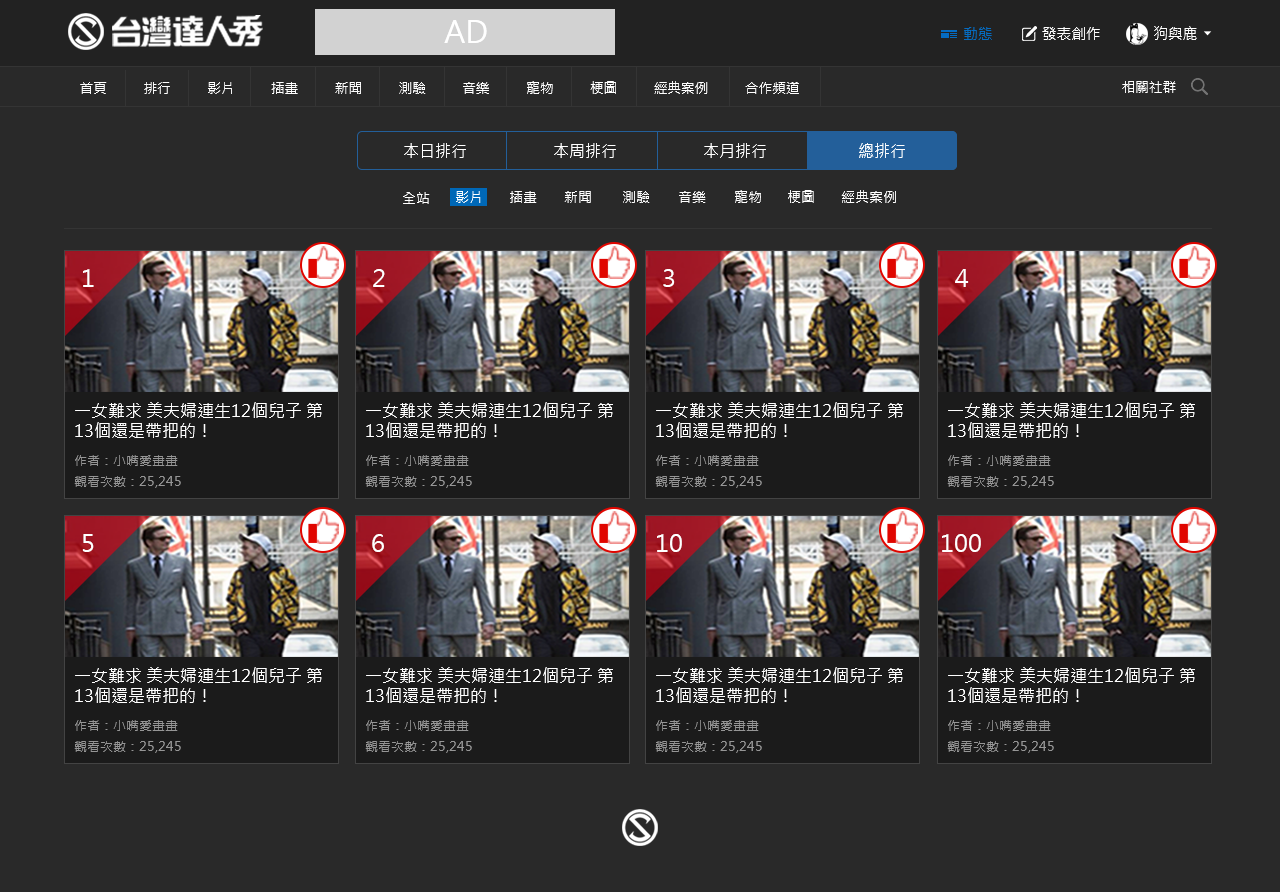 台灣達人秀
AD
動態
發表創作
狗與鹿
首頁 排行 影片 插畫 新聞 測驗 音樂 寵物 梗圖 經典案例 合作頻道
相關社群
本日排行 本周排行 本月排行 總排行
全站 影片 插畫 新聞 測驗 音樂 寵物 梗圖 經典案例
1
一女難求 美夫婦連生12個兒子 第
13個還是帶把的！
作者：小嘴愛畫畫
觀看次數：25,245
2
一女難求 美夫婦連生12個兒子 第
13個還是帶把的！
作者：小嘴愛畫畫
觀看次數：25,245
3
一女難求 美夫婦連生12個兒子 第
13個還是帶把的！
作者：小嘴愛畫畫
觀看次數：25,245
4
一女難求 美夫婦連生12個兒子 第
13個還是帶把的！
作者：小嘴愛畫畫
觀看次數：25,245
5
一女難求 美夫婦連生12個兒子 第
13個還是帶把的！
作者：小嘴愛畫畫
觀看次數：25,245
6
一女難求 美夫婦連生12個兒子 第
13個還是帶把的！
作者：小嘴愛畫畫
觀看次數：25,245
10
一女難求 美夫婦連生12個兒子 第
13個還是帶把的！
作者：小嘴愛畫畫
觀看次數：25,245
100
一女難求 美夫婦連生12個兒子 第
13個還是帶把的！
作者：小嘴愛畫畫
觀看次數：25,245